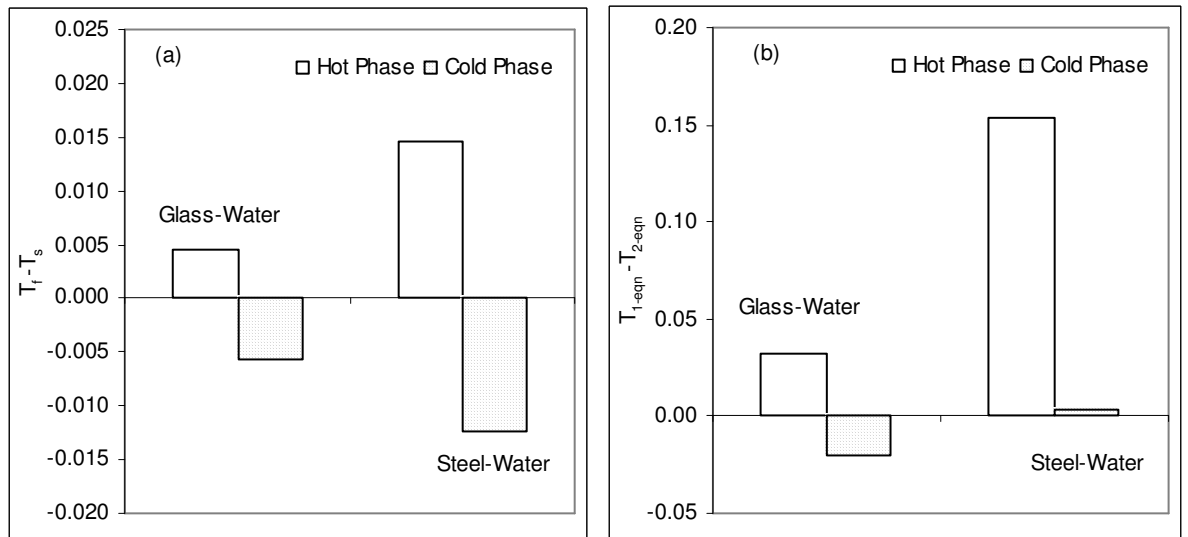 (a)
Hot Phase Cold Phase
0.025
0.020
0.015
0.010
0.005
0.000
-0.005
-0.010
-0.015
-0.020
T_f - T_s
Glass-Water
Steel-Water
(b)
Hot Phase Cold Phase
0.20
0.15
0.10
0.05
0.00
-0.05
T_1-eqn - T_2-eqn
Glass-Water
Steel-Water